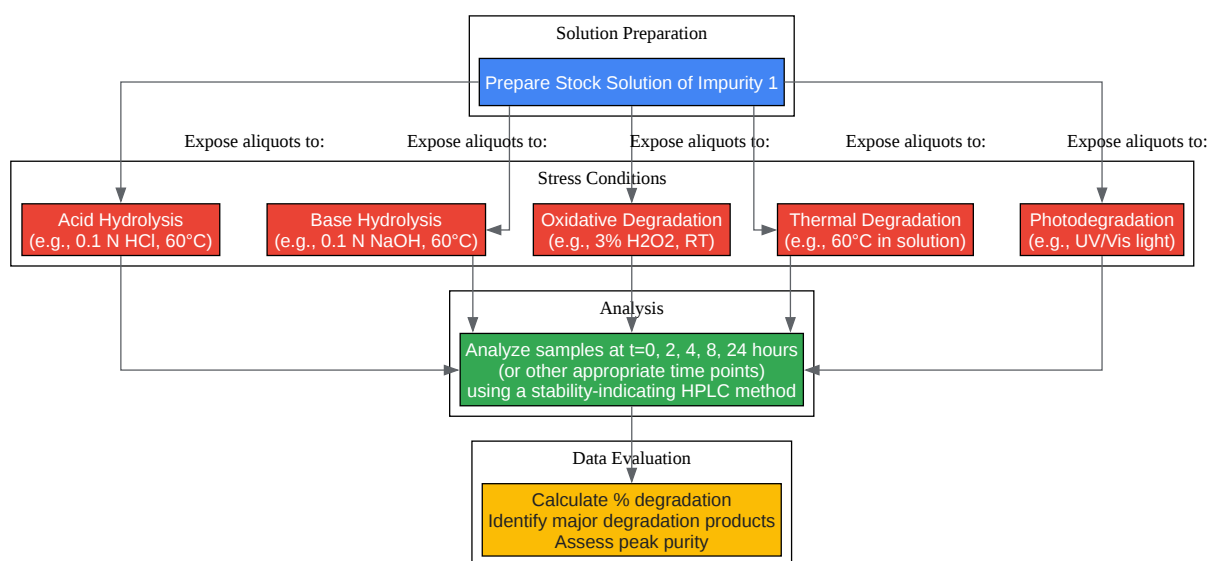 Solution Preparation
Prepare Stock Solution of Impurity 1
Expose aliquots to:
Expose aliquots to:
Expose aliquots to:
Expose aliquots to:
Expose aliquots to:
Stress Conditions
Acid Hydrolysis
(e.g., 0.1 N HCl, 60°C)
Base Hydrolysis
(e.g., 0.1 N NaOH, 60°C)
Oxidative Degradation
(e.g., 3% H2O2, RT)
Thermal Degradation
(e.g., 60°C in solution)
Photodegradation
(e.g., UV/Vis light)
Analysis
Analyze samples at t=0, 2, 4, 8, 24 hours
(or other appropriate time points)
using a stability-indicating HPLC method
Data Evaluation
Calculate % degradation
Identify major degradation products
Assess peak purity